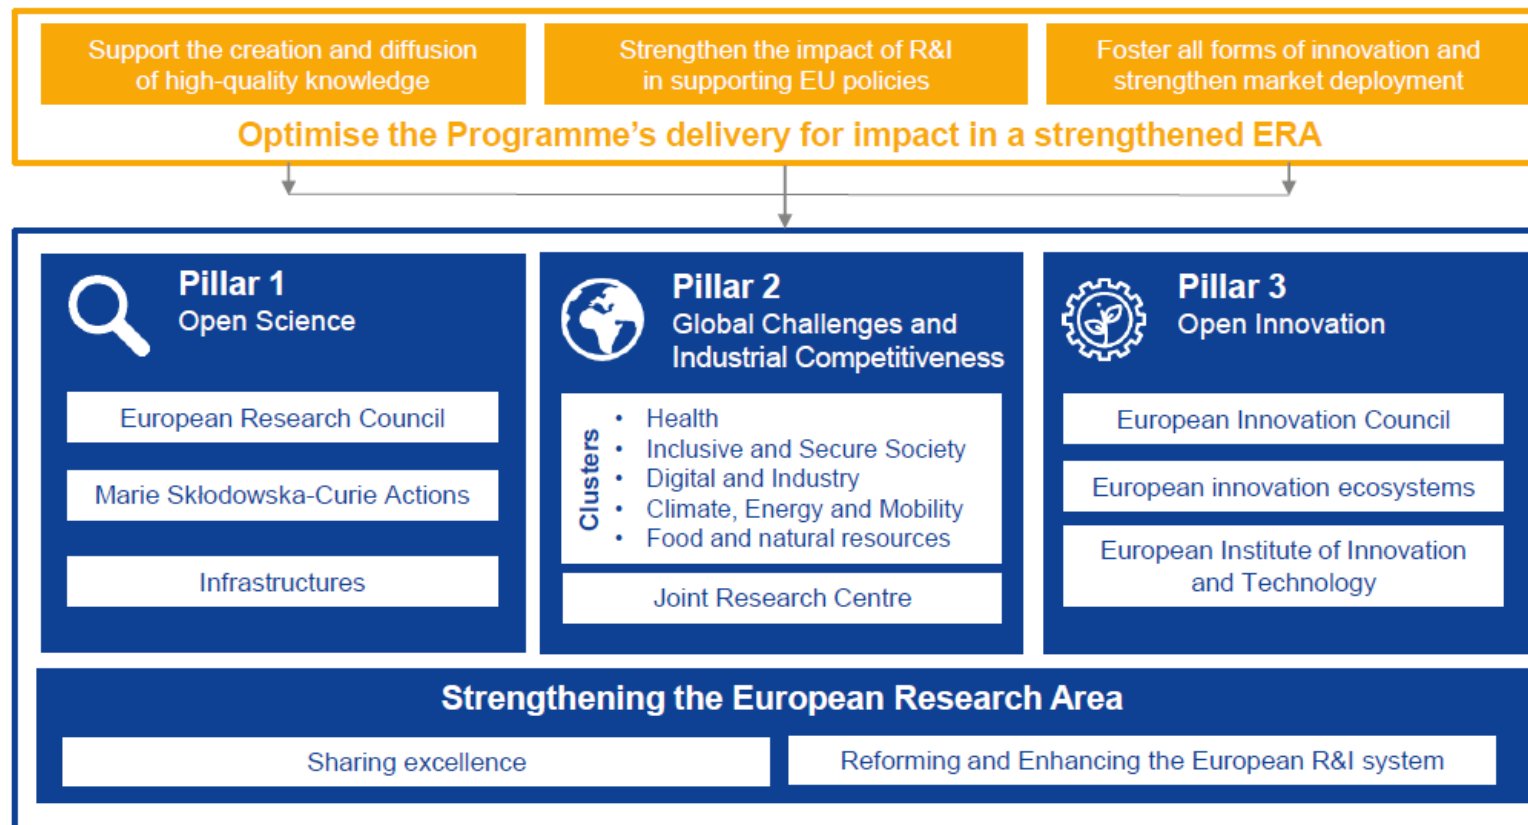 Support the creation and diffusion
of high-quality knowledge
Strengthen the impact of R&I
in supporting EU policies
Foster all forms of innovation and
strengthen market deployment
Optimise the Programme's delivery for impact in a strengthened ERA
Pillar 1
Open Science
European Research Council
Marie Skłodowska-Curie Actions
Infrastructures
Pillar 2
Global Challenges and
Industrial Competitiveness
Clusters
• Health
• Inclusive and Secure Society
• Digital and Industry
• Climate, Energy and Mobility
• Food and natural resources
Joint Research Centre
Pillar 3
Open Innovation
European Innovation Council
European innovation ecosystems
European Institute of Innovation
and Technology
Strengthening the European Research Area
Sharing excellence
Reforming and Enhancing the European R&I system